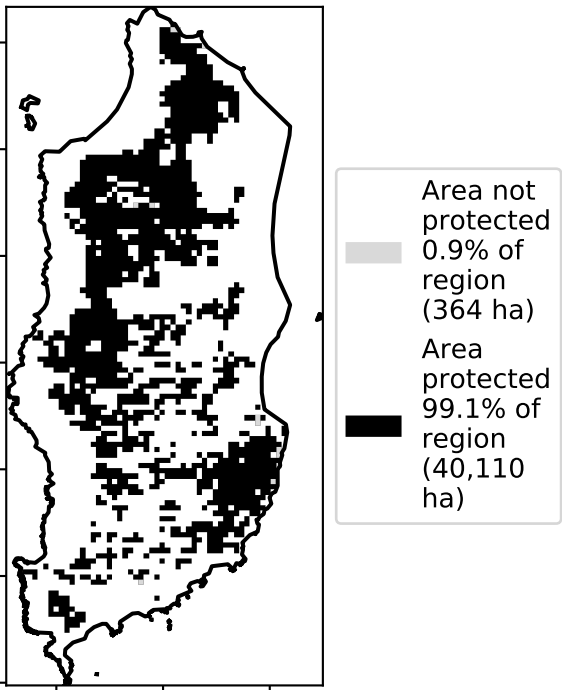 Area not
protected
0.9% of
region
(364 ha)
Area
protected
99.1% of
region
(40,110
ha)